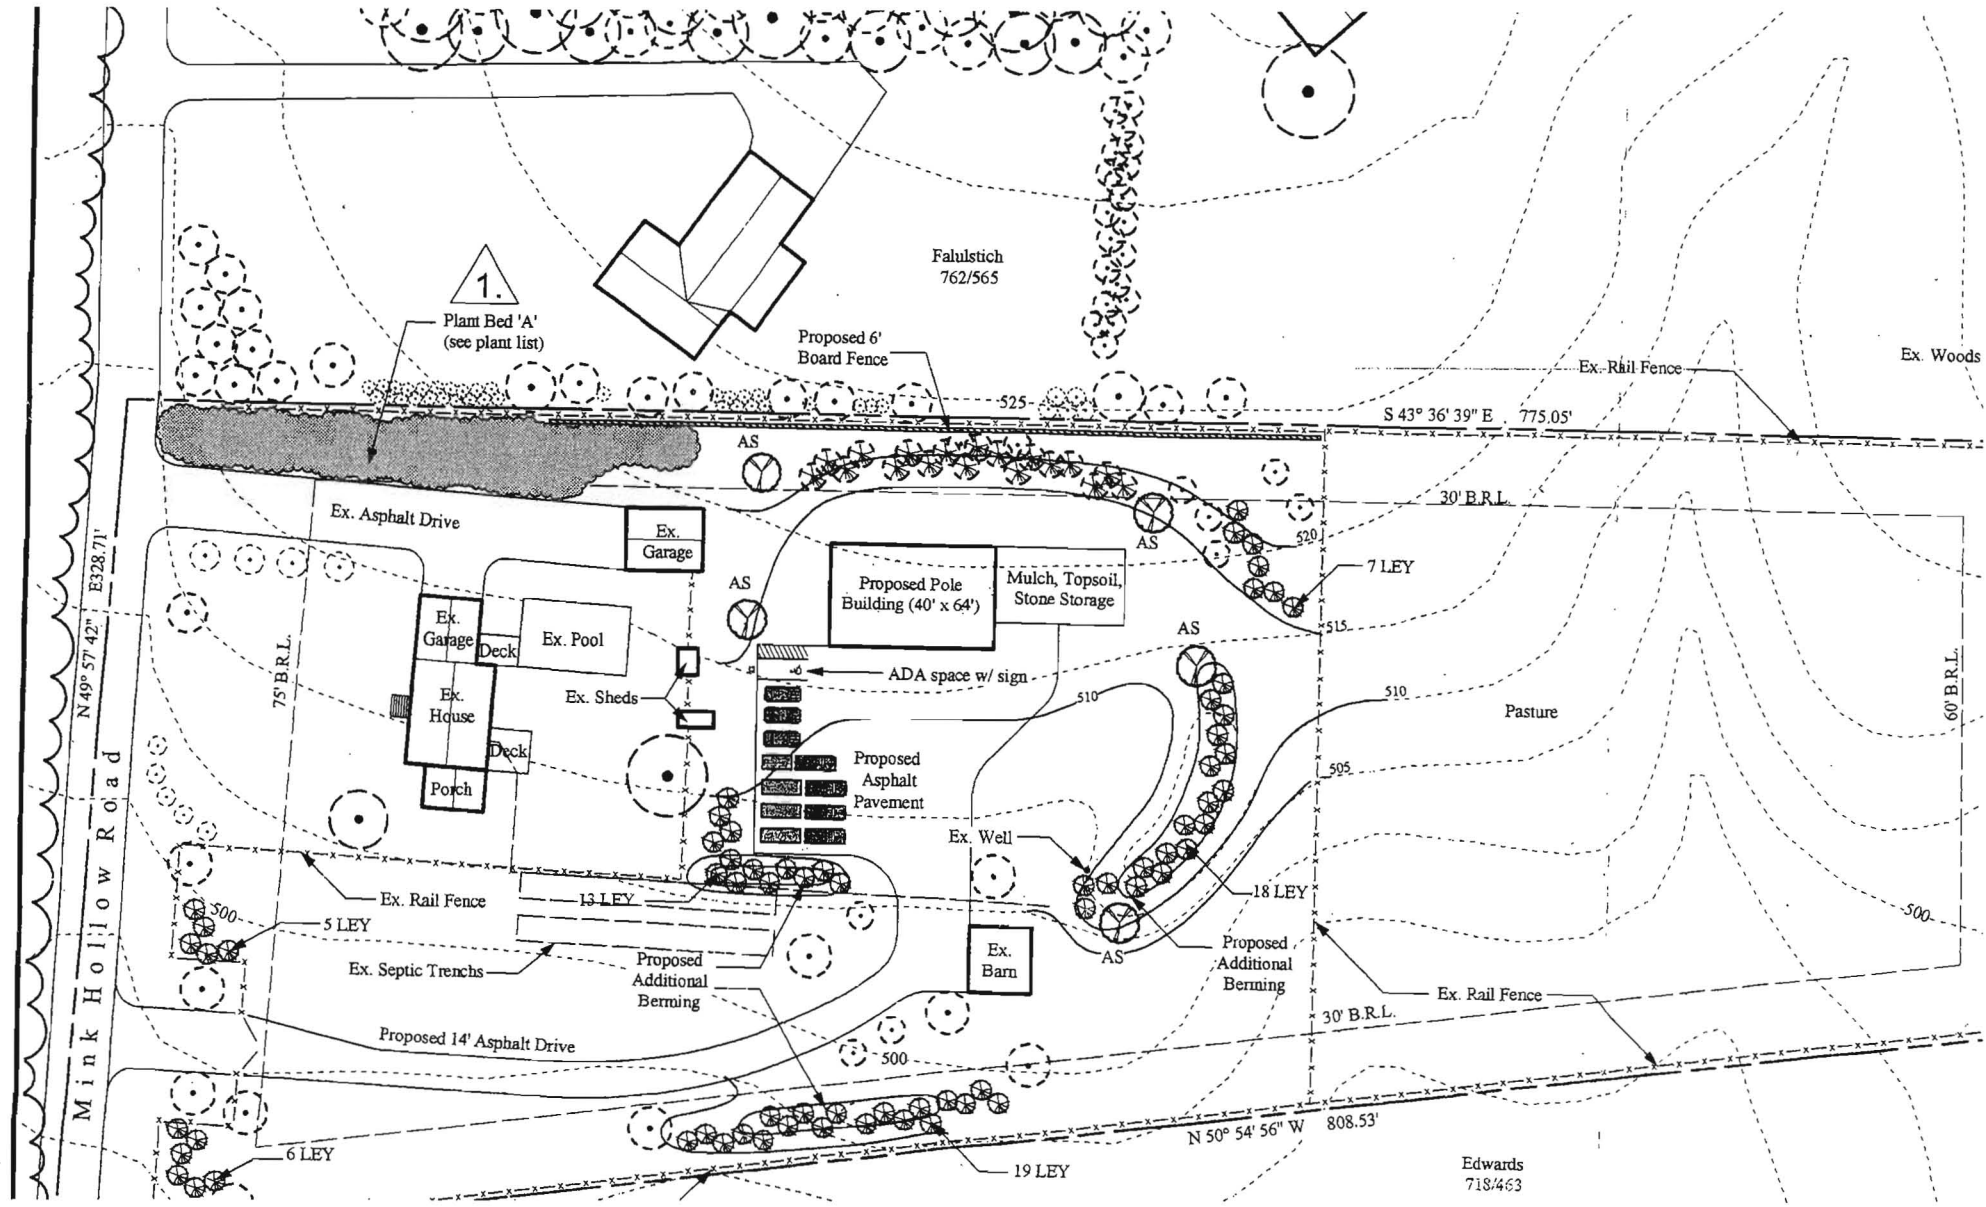 1.
Plant Bed 'A'
(see plant list)
Falulstich
762/565
Proposed 6'
Board Fence
Ex. Rail Fence
Ex. Woods
525
S 43° 36' 39" E 775.05'
AS
30' B.R.L.
Ex. Asphalt Drive
Ex.
Garage
AS
520
7 LEY
Proposed Pole
Building (40' x 64')
Mulch, Topsoil,
Stone Storage
AS
Ex.
Garage
Deck
Ex. Pool
AS
515
N49° 57' 42" E328.71'
75' B.R.L.
Ex. Sheds
ADA space w/ sign
Ex.
House
510
510
Pasture
60' B.R.L.
Deck
Porch
Proposed
Asphalt
Pavement
505
Ex. Well
Mink Hollow Road
Ex. Rail Fence
13 LEY
18 LEY
500
500
5 LEY
Ex. Septic Trenchs
Proposed
Additional
Berming
Ex.
Barn
AS
Proposed
Additional
Berming
Ex. Rail Fence
30' B.R.L.
Proposed 14' Asphalt Drive
500
N 50° 54' 56" W 808.53'
6 LEY
19 LEY
Edwards
718/463